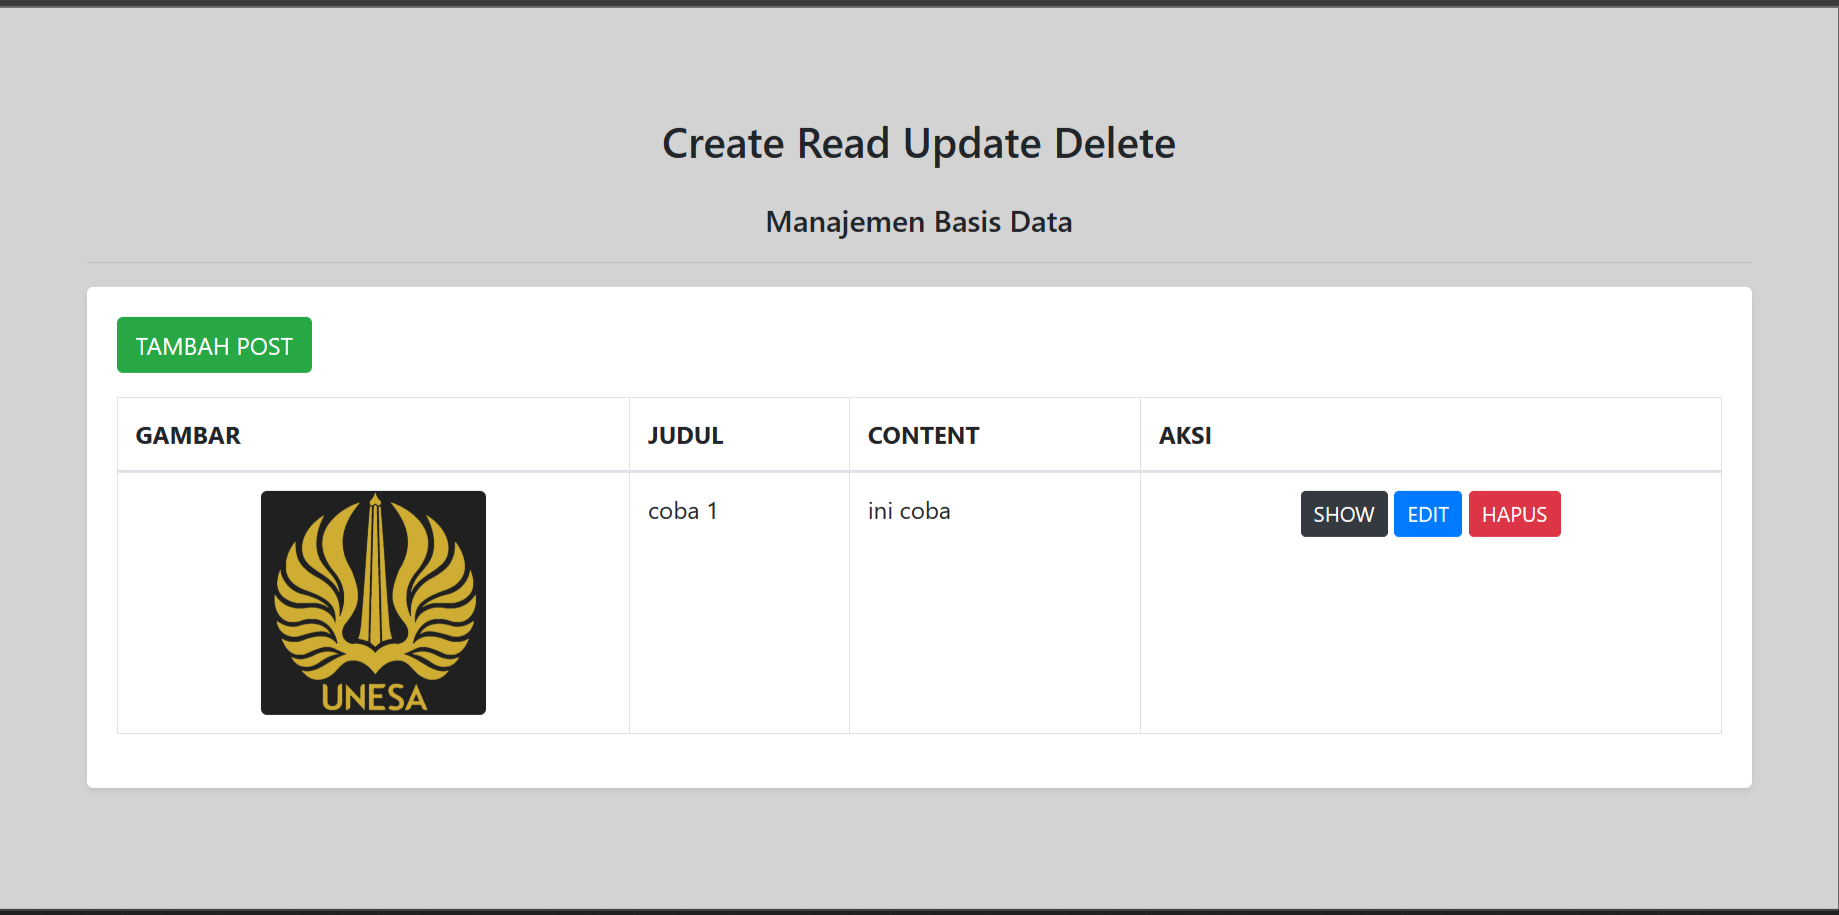 Create Read Update Delete
Manajemen Basis Data
TAMBAH POST
GAMBAR JUDUL CONTENT AKSI
coba 1 ini coba SHOW EDIT HAPUS
UNESA